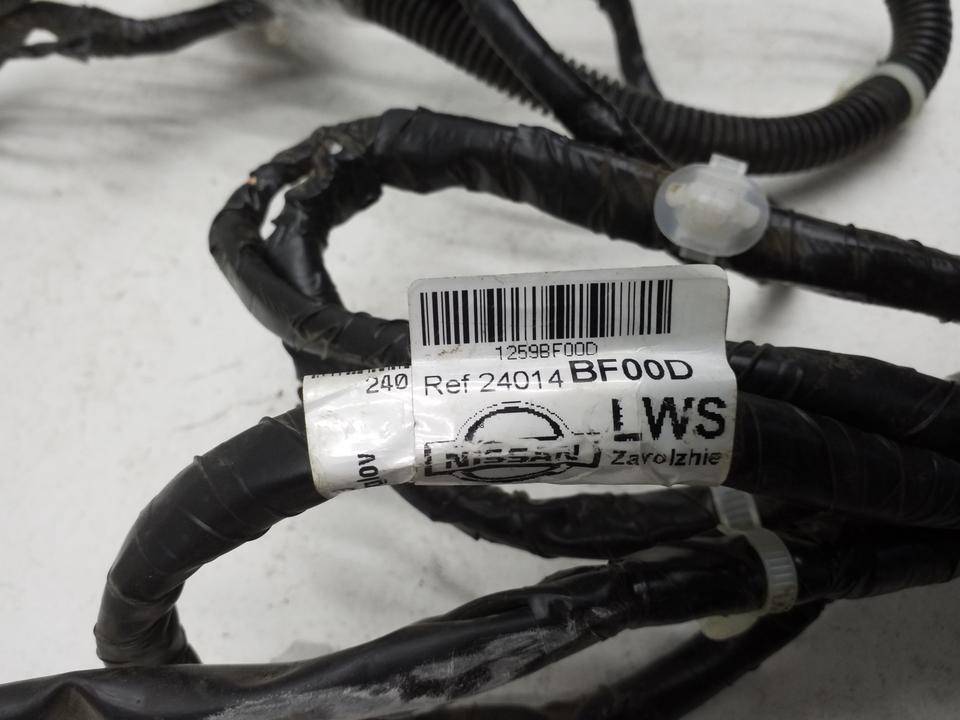 1259BF00D
Ref 24014 BF00D
240
NISSAN
LWS
Zavolzhie